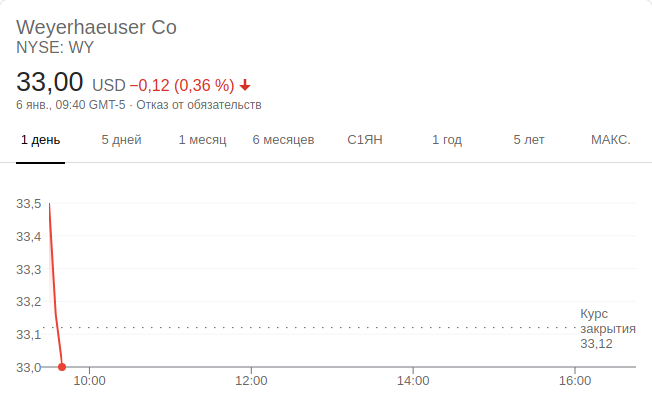 Weyerhaeuser Co
NYSE: WY
33,00 USD −0,12 (0,36 %)
6 янв., 09:40 GMT-5 · Отказ от обязательств
1 день 5 дней 1 месяц 6 месяцев С1ЯН 1 год 5 лет МАКС.
33,5
33,4
33,3
33,2
33,1
33,0
Курс
закрытия
33,12
10:00 12:00 14:00 16:00